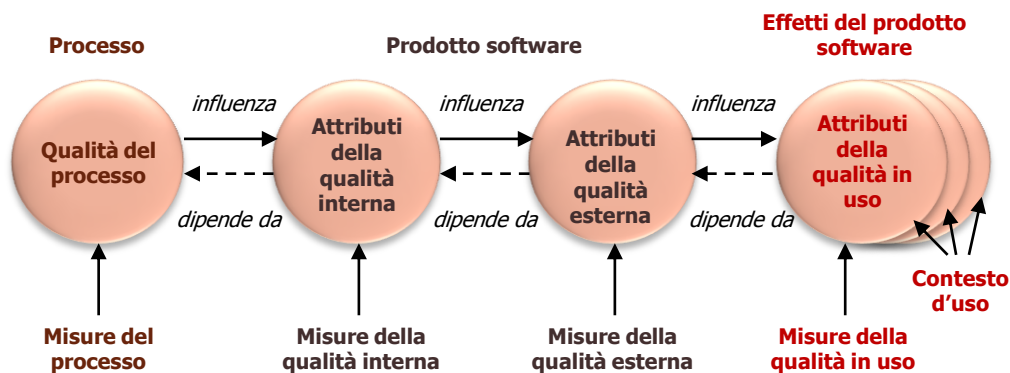 Processo
Prodotto software
Effetti del prodotto
software
influenza
influenza
influenza
Qualità del
processo
Attributi
della
qualità
interna
Attributi
della
qualità
esterna
Attributi
della
qualità in
uso
dipende da
dipende da
dipende da
Contesto
d’uso
Misure del
processo
Misure della
qualità interna
Misure della
qualità esterna
Misure della
qualità in uso